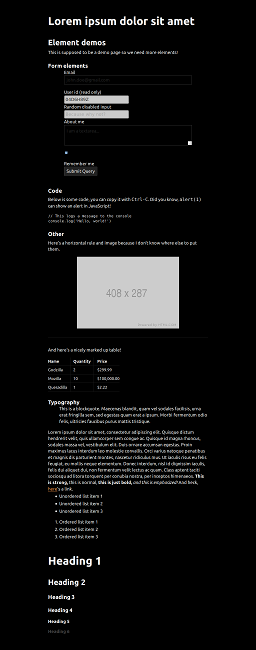 Lorem ipsum dolor sit amet
Element demos
This is supposed to be a demo page so we need more elements!
Form elements
Email
User id (read only)
Random disabled input
About me
Remember me
Submit Query
Code
Below is some code, you can copy it with Ctrl-C. Did you know, alert(1)
can show an alert in JavaScript!
// This logs a message to the console
console.log("Hello, world!");
Other
Here's a horizontal rule and image because I don't know where else to put
them.
408 x 287
And here's a nicely marked up table!
Name Quantity Price
Godzilla 2 $299.99
Mozilla 10 $100,000.00
Quesadilla 1 $2.22
Typography
This is a blockquote. Maecenas blandit, quam vel sodales facilisis, urna
erat fringilla sem, sed egestas quam erat a ipsum. Morbi fermentum odio
felis, ultricies faucibus purus mattis tristique.
Lorem ipsum dolor sit amet, consectetur adipiscing elit. Quisque dictum
hendrerit velit, quis ullamcorper sem congue ac. Quisque id magna rhoncus,
sodales massa vel, vestibulum elit. Duis ornare accumsan egestas. Proin
maximus lacus interdum leo molestie convallis. Orci varius natoque penatibus
et magnis dis parturient montes, nascetur ridiculus mus. Ut iaculis risus eu felis
feugiat, eu mollis neque elementum. Donec interdum, nisl id dignissim iaculis,
felis dui aliquet dui, non fermentum velit lectus ac quam. Class aptent taciti
sociosqu ad litora torquent per conubia nostra, per inceptos himenaeos. This
is strong, this is normal, this is just bold, and this is emphasized! And heck,
here's a link.
Unordered list item 1
Unordered list item 2
Unordered list item 3
1. Ordered list item 1
2. Ordered list item 2
3. Ordered list item 3
Heading 1
Heading 2
Heading 3
Heading 4
Heading 5
Heading 6